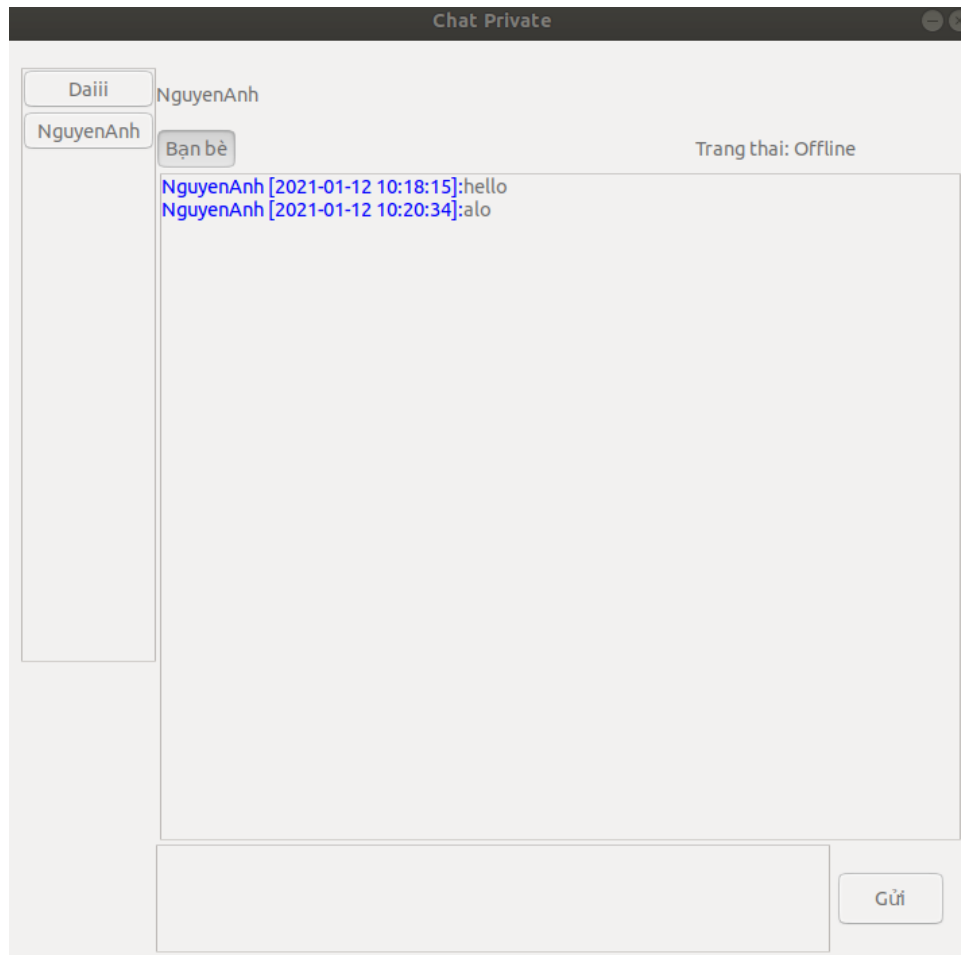 Chat Private
Daiii
NguyenAnh
NguyenAnh
Bạn bè
Trang thai: Offline
NguyenAnh [2021-01-12 10:18:15]:hello
NguyenAnh [2021-01-12 10:20:34]:alo
Gửi